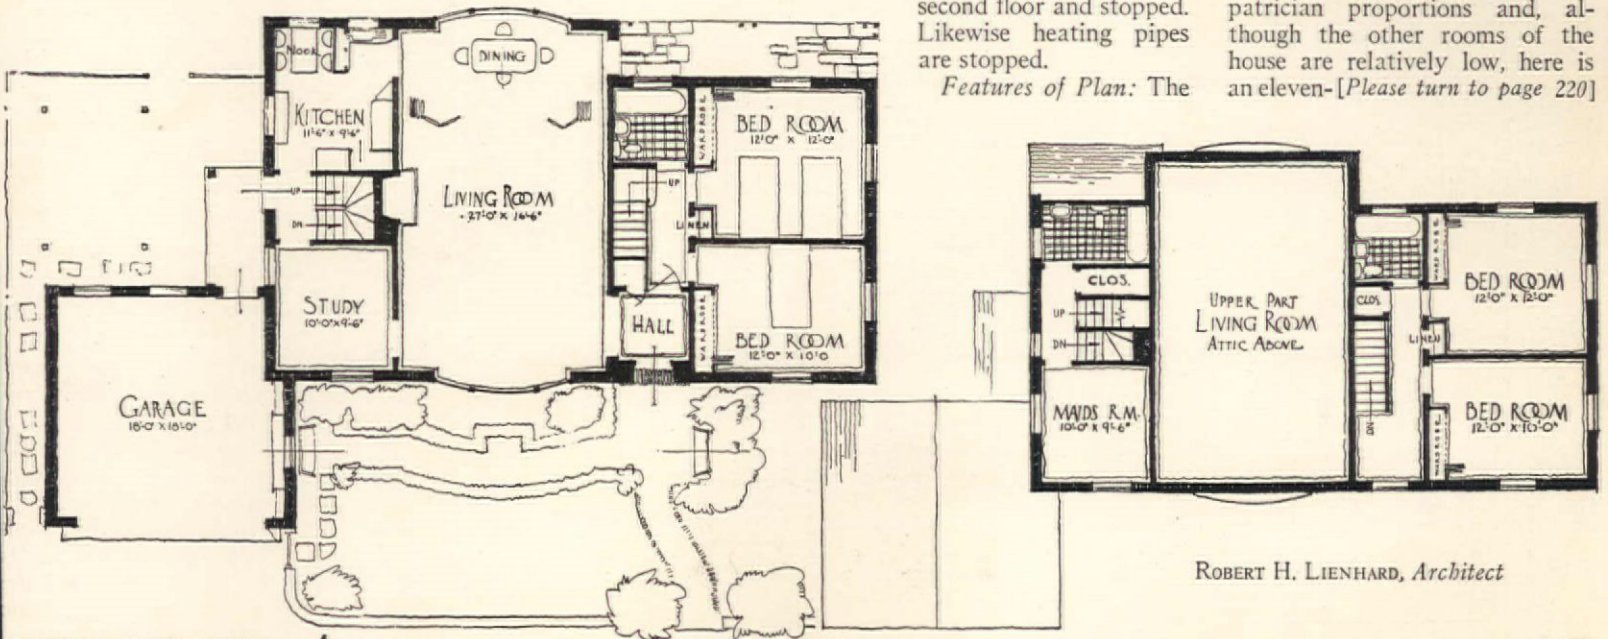 second floor and stopped.
Likewise heating pipes
are stopped.
Features of Plan: The
patrician proportions and, al-
though the other rooms of the
house are relatively low, here is
an eleven- [Please turn to page 220]
NOOK
DINING
KITCHEN
11'-6" x 9'-6"
UP
DN
LIVING ROOM
27'-0" x 16'-6"
STUDY
10'-0" x 9'-6"
GARAGE
18'-0" x 18'-0"
WARDROBE
BED ROOM
12'-0" x 12'-0"
UP
LINEN
HALL
WARDROBE
BED ROOM
12'-0" x 10'-0
CLOS.
UP
DN
MAIDS RM.
10'-0" x 9'-6"
UPPER PART
LIVING ROOM
ATTIC ABOVE
WARDROBE
BED ROOM
12'-0" x 12'-0"
CLOS
LINEN
DN
WARDROBE
BED ROOM
12'-0" x 10'-0"
ROBERT H. LIENHARD, Architect